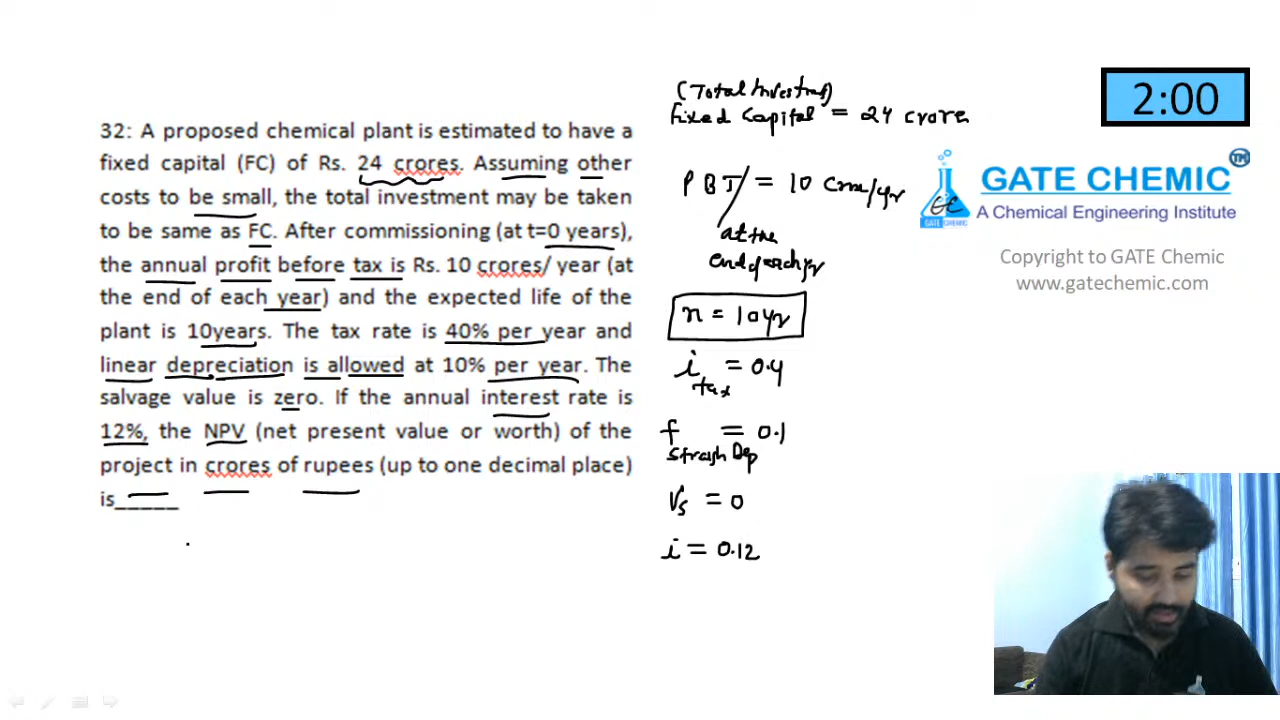 32: A proposed chemical plant is estimated to have a
fixed capital (FC) of Rs. 24 crores. Assuming other
costs to be small, the total investment may be taken
to be same as FC. After commissioning (at t=0 years),
the annual profit before tax is Rs. 10 crores/ year (at
the end of each year) and the expected life of the
plant is 10years. The tax rate is 40% per year and
linear depreciation is allowed at 10% per year. The
salvage value is zero. If the annual interest rate is
12%, the NPV (net present value or worth) of the
project in crores of rupees (up to one decimal place)
is_____
(Total
Fixed Capital = 24 crore
PBT = 10
at the
end of each yr
n = 10yr
i tax = 0.4
f = 0.1
Vs = 0
i = 0.12
2:00
TM
GATE CHEMIC
A Chemical Engineering Institute
GATE CHEMIC
Copyright to GATE Chemic
www.gatechemic.com